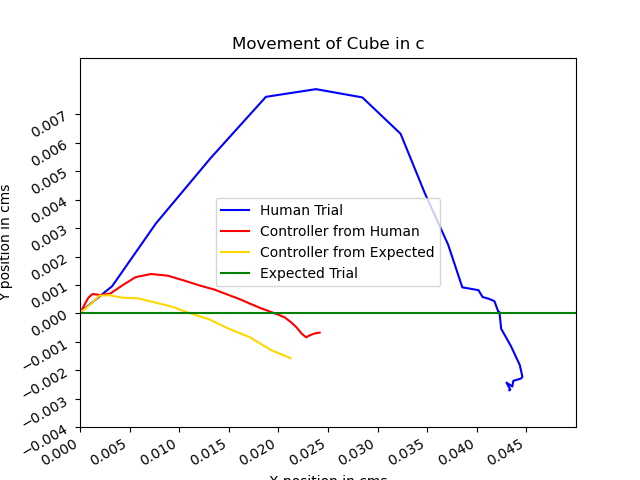 Movement of Cube in c
Y position in cms
0.007
0.006
0.005
0.004
0.003
0.002
0.001
0.000
−0.001
−0.002
−0.003
−0.004
Human Trial
Controller from Human
Controller from Expected
Expected Trial
0.000 0.005 0.010 0.015 0.020 0.025 0.030 0.035 0.040 0.045
X position in cms